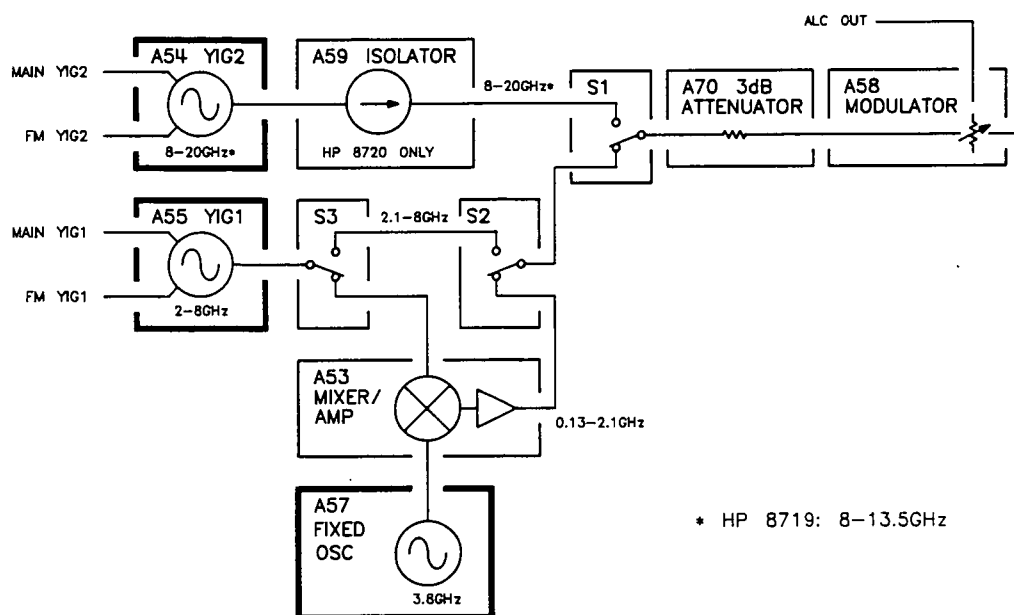 ALC OUT
A54 YIG2
A59 ISOLATOR
MAIN YIG2
FM YIG2
8-20GHz*
HP 8720 ONLY
8-20GHz*
S1
A70 3dB
ATTENUATOR
A58
MODULATOR
A55 YIG1
S3
2.1-8GHz
S2
MAIN YIG1
FM YIG1
2-8GHz
A53
MIXER/
AMP
0.13-2.1GHz
A57
FIXED
OSC
3.8GHz
* HP 8719: 8-13.5GHz